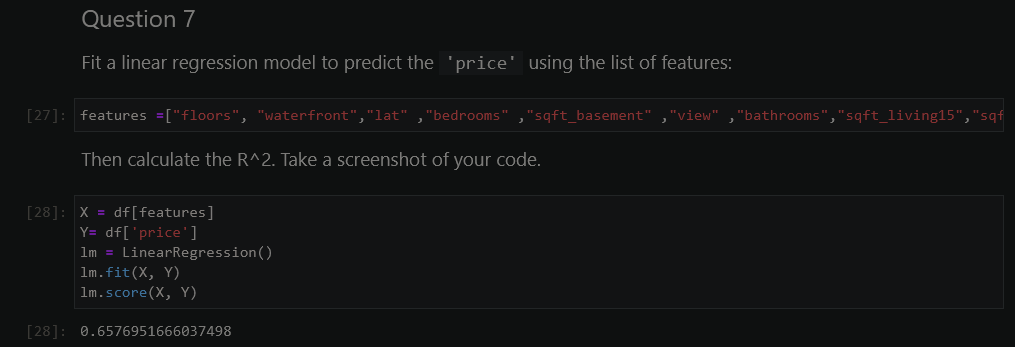 Question 7
Fit a linear regression model to predict the 'price' using the list of features:
[27]: features =["floors", "waterfront","lat" ,"bedrooms" ,"sqft_basement" ,"view" ,"bathrooms","sqft_living15","sqf
Then calculate the R^2. Take a screenshot of your code.
[28]: X = df[features]
Y= df['price']
lm = LinearRegression()
lm.fit(X, Y)
lm.score(X, Y)
[28]: 0.6576951666037498